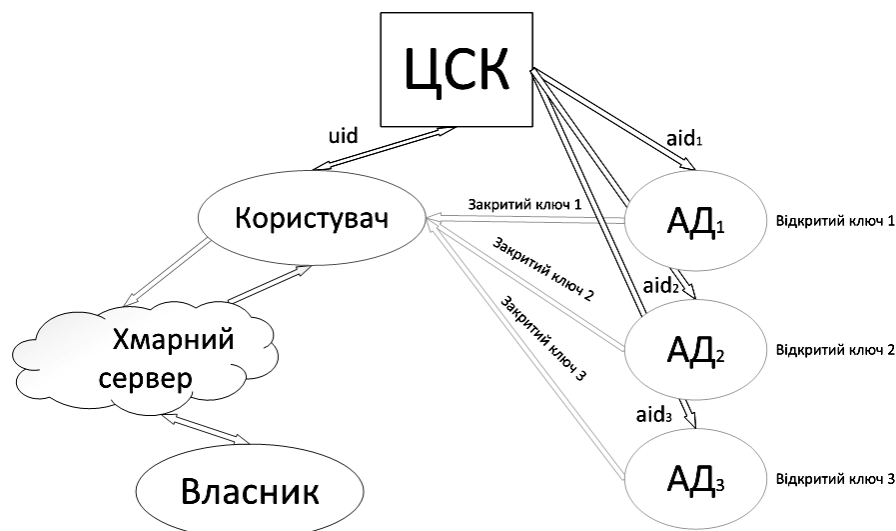 ЦСК
uid
aid₁
Користувач
Закритий ключ 1
АД₁
Відкритий ключ 1
Закритий ключ 2
aid₂
Закритий ключ 3
Хмарний
сервер
АД₂
Відкритий ключ 2
aid₃
Власник
АД₃
Відкритий ключ 3